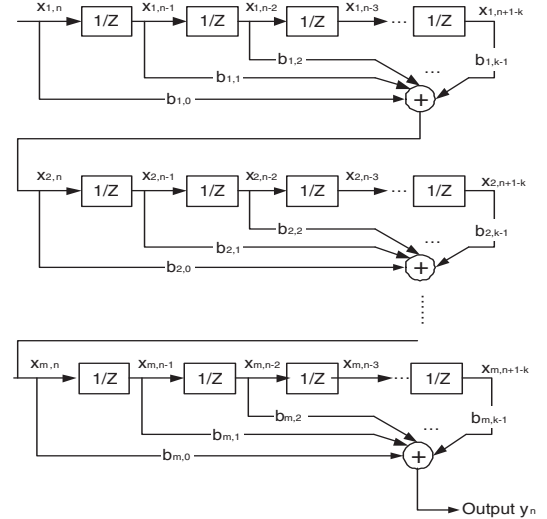 x1,n 1/Z x1,n-1 1/Z x1,n-2 1/Z x1,n-3 ... 1/Z x1,n+1-k
b1,2 ... b1,k-1
b1,1
b1,0 +
x2,n 1/Z x2,n-1 1/Z x2,n-2 1/Z x2,n-3 ... 1/Z x2,n+1-k
b2,2 ... b2,k-1
b2,1
b2,0 +
xm,n 1/Z xm,n-1 1/Z xm,n-2 1/Z xm,n-3 ... 1/Z xm,n+1-k
bm,2 ... bm,k-1
bm,1
bm,0 +
Output yn